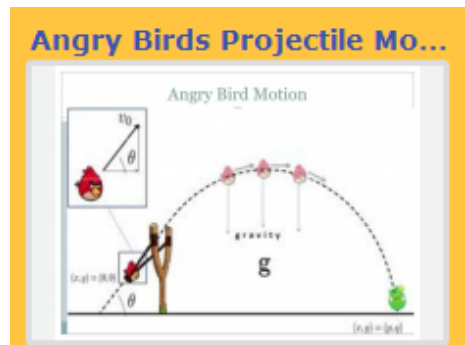 Angry Birds Projectile Mo...
Angry Bird Motion
v₀
θ
gravity
g
(x,y) = (0,0)
θ
(x,y) = (p,q)